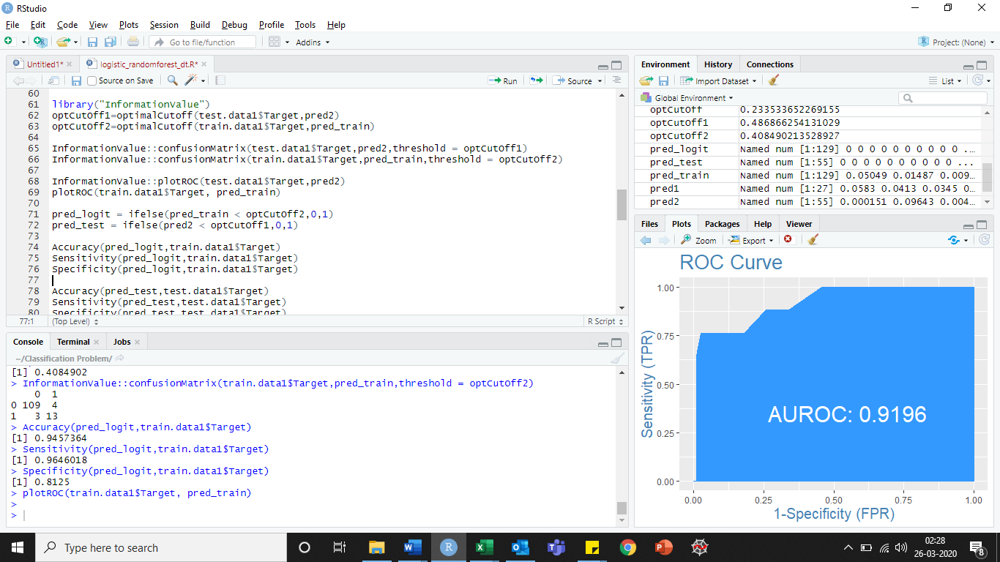 RStudio
File Edit Code View Plots Session Build Debug Profile Tools Help
Go to file/function Addins
Project: (None)
Untitled1* logistic_randomforest_dt.R*
Source on Save Run Source
60
61 library("InformationValue")
62 optCutOff1=optimalCutoff(test.data1$Target,pred2)
63 optCutOff2=optimalCutoff(train.data1$Target,pred_train)
64
65 InformationValue::confusionMatrix(test.data1$Target,pred2,threshold = optCutOff1)
66 InformationValue::confusionMatrix(train.data1$Target,pred_train,threshold = optCutOff2)
67
68 InformationValue::plotROC(test.data1$Target,pred2)
69 plotROC(train.data1$Target, pred_train)
70
71 pred_logit = ifelse(pred_train < optCutOff2,0,1)
72 pred_test = ifelse(pred2 < optCutOff1,0,1)
73
74 Accuracy(pred_logit,train.data1$Target)
75 Sensitivity(pred_logit,train.data1$Target)
76 Specificity(pred_logit,train.data1$Target)
77
78 Accuracy(pred_test,test.data1$Target)
79 Sensitivity(pred_test,test.data1$Target)
80 Specificity(pred_test,test.data1$Target)
77:1 (Top Level) R Script
Console Terminal Jobs
~/Classification Problem/
[1] 0.4084902
> InformationValue::confusionMatrix(train.data1$Target,pred_train,threshold = optCutOff2)
0 1
0 109 4
1 3 13
> Accuracy(pred_logit,train.data1$Target)
[1] 0.9457364
> Sensitivity(pred_logit,train.data1$Target)
[1] 0.9646018
> Specificity(pred_logit,train.data1$Target)
[1] 0.8125
> plotROC(train.data1$Target, pred_train)
>
>
Environment History Connections
Import Dataset List
Global Environment
optCutOff 0.233533652269155
optCutOff1 0.486866254131029
optCutOff2 0.408490213528927
pred_logit Named num [1:129] 0 0 0 0 0 0 0 0 0 0 ...
pred_test Named num [1:55] 0 0 0 0 0 0 0 0 0 0 ...
pred_train Named num [1:129] 0.05049 0.01487 0.009…
pred1 Named num [1:27] 0.0583 0.0413 0.0345 0…
pred2 Named num [1:55] 0.000151 0.09643 0.004…
Files Plots Packages Help Viewer
Zoom Export
ROC Curve
1.00
0.75
0.50
0.25
0.00
Sensitivity (TPR)
AUROC: 0.9196
0.00 0.25 0.50 0.75 1.00
1-Specificity (FPR)
Type here to search
02:28
26-03-2020
8